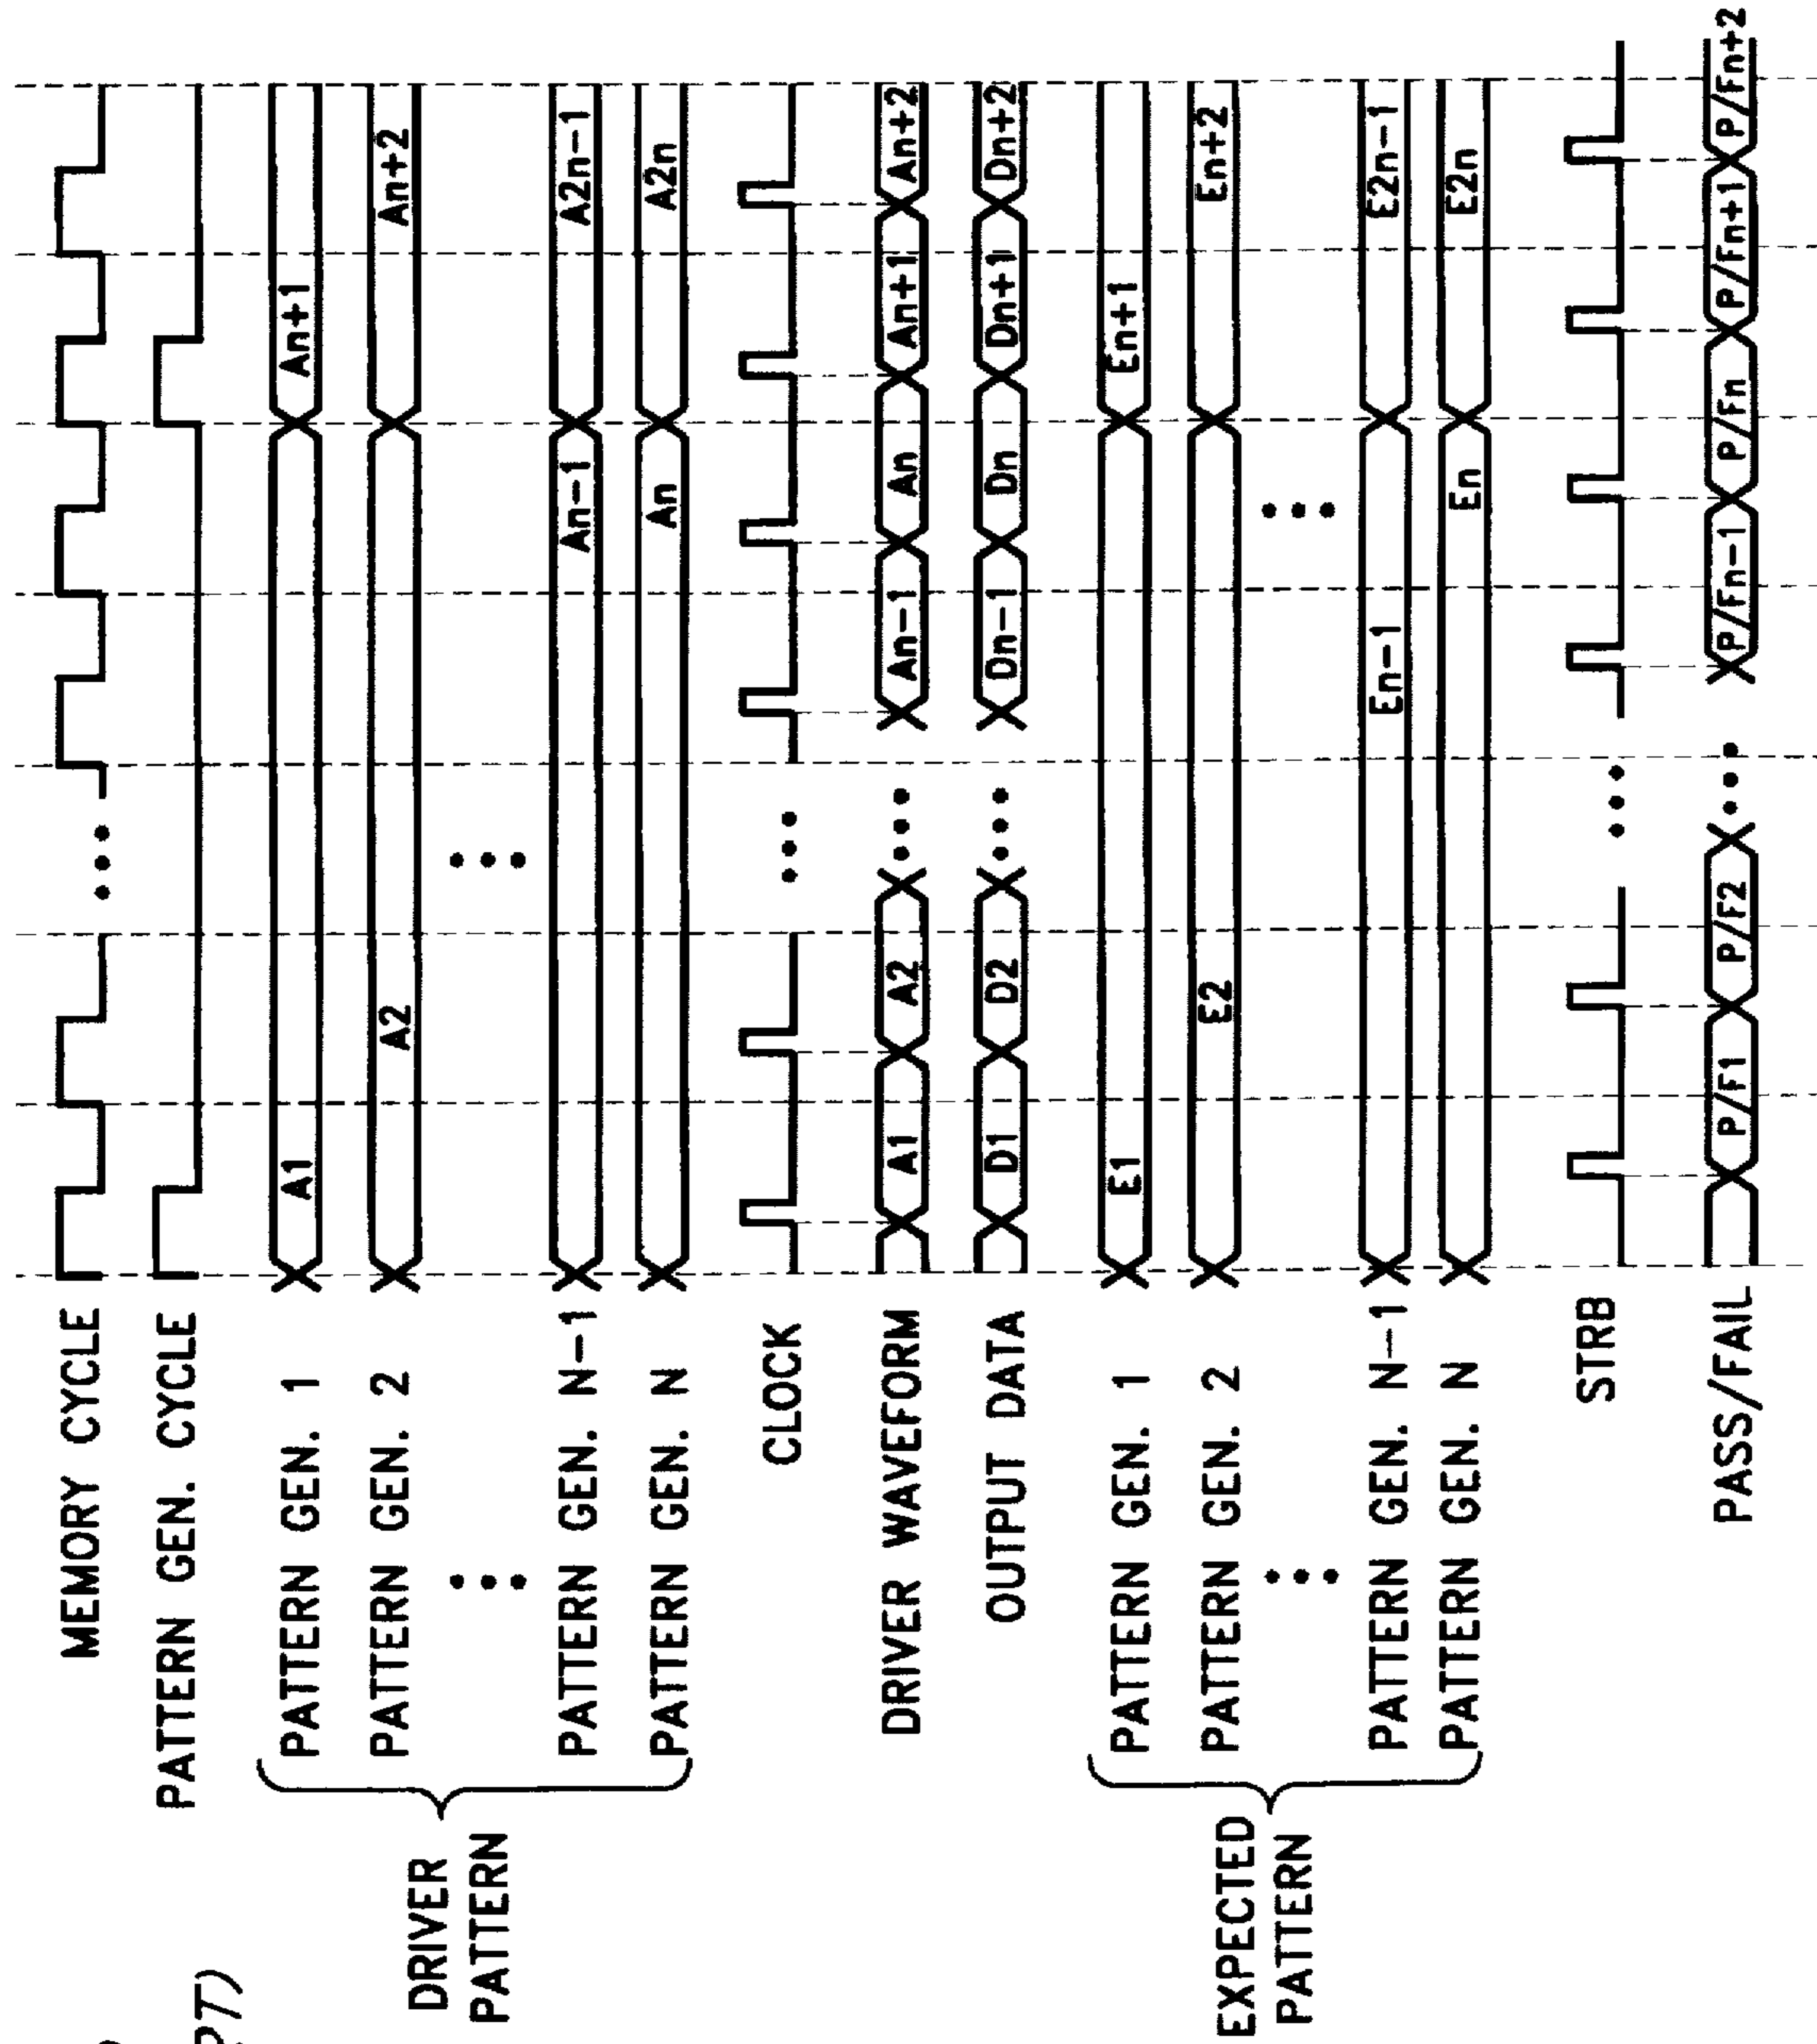 MEMORY CYCLE
PATTERN GEN. CYCLE
DRIVER
PATTERN
PATTERN GEN. 1 A1 An+1
PATTERN GEN. 2 A2 An+2
PATTERN GEN. N-1 An-1 A2n-1
PATTERN GEN. N An A2n
CLOCK
DRIVER WAVEFORM A1 A2 An-1 An An+1 An+2
OUTPUT DATA D1 D2 Dn-1 Dn Dn+1 Dn+2
EXPECTED
PATTERN
PATTERN GEN. 1 E1 En+1
PATTERN GEN. 2 E2 En+2
PATTERN GEN. N-1 En-1 E2n-1
PATTERN GEN. N En E2n
STRB
PASS/FAIL P/F1 P/F2 P/Fn-1 P/Fn P/Fn+1 P/Fn+2